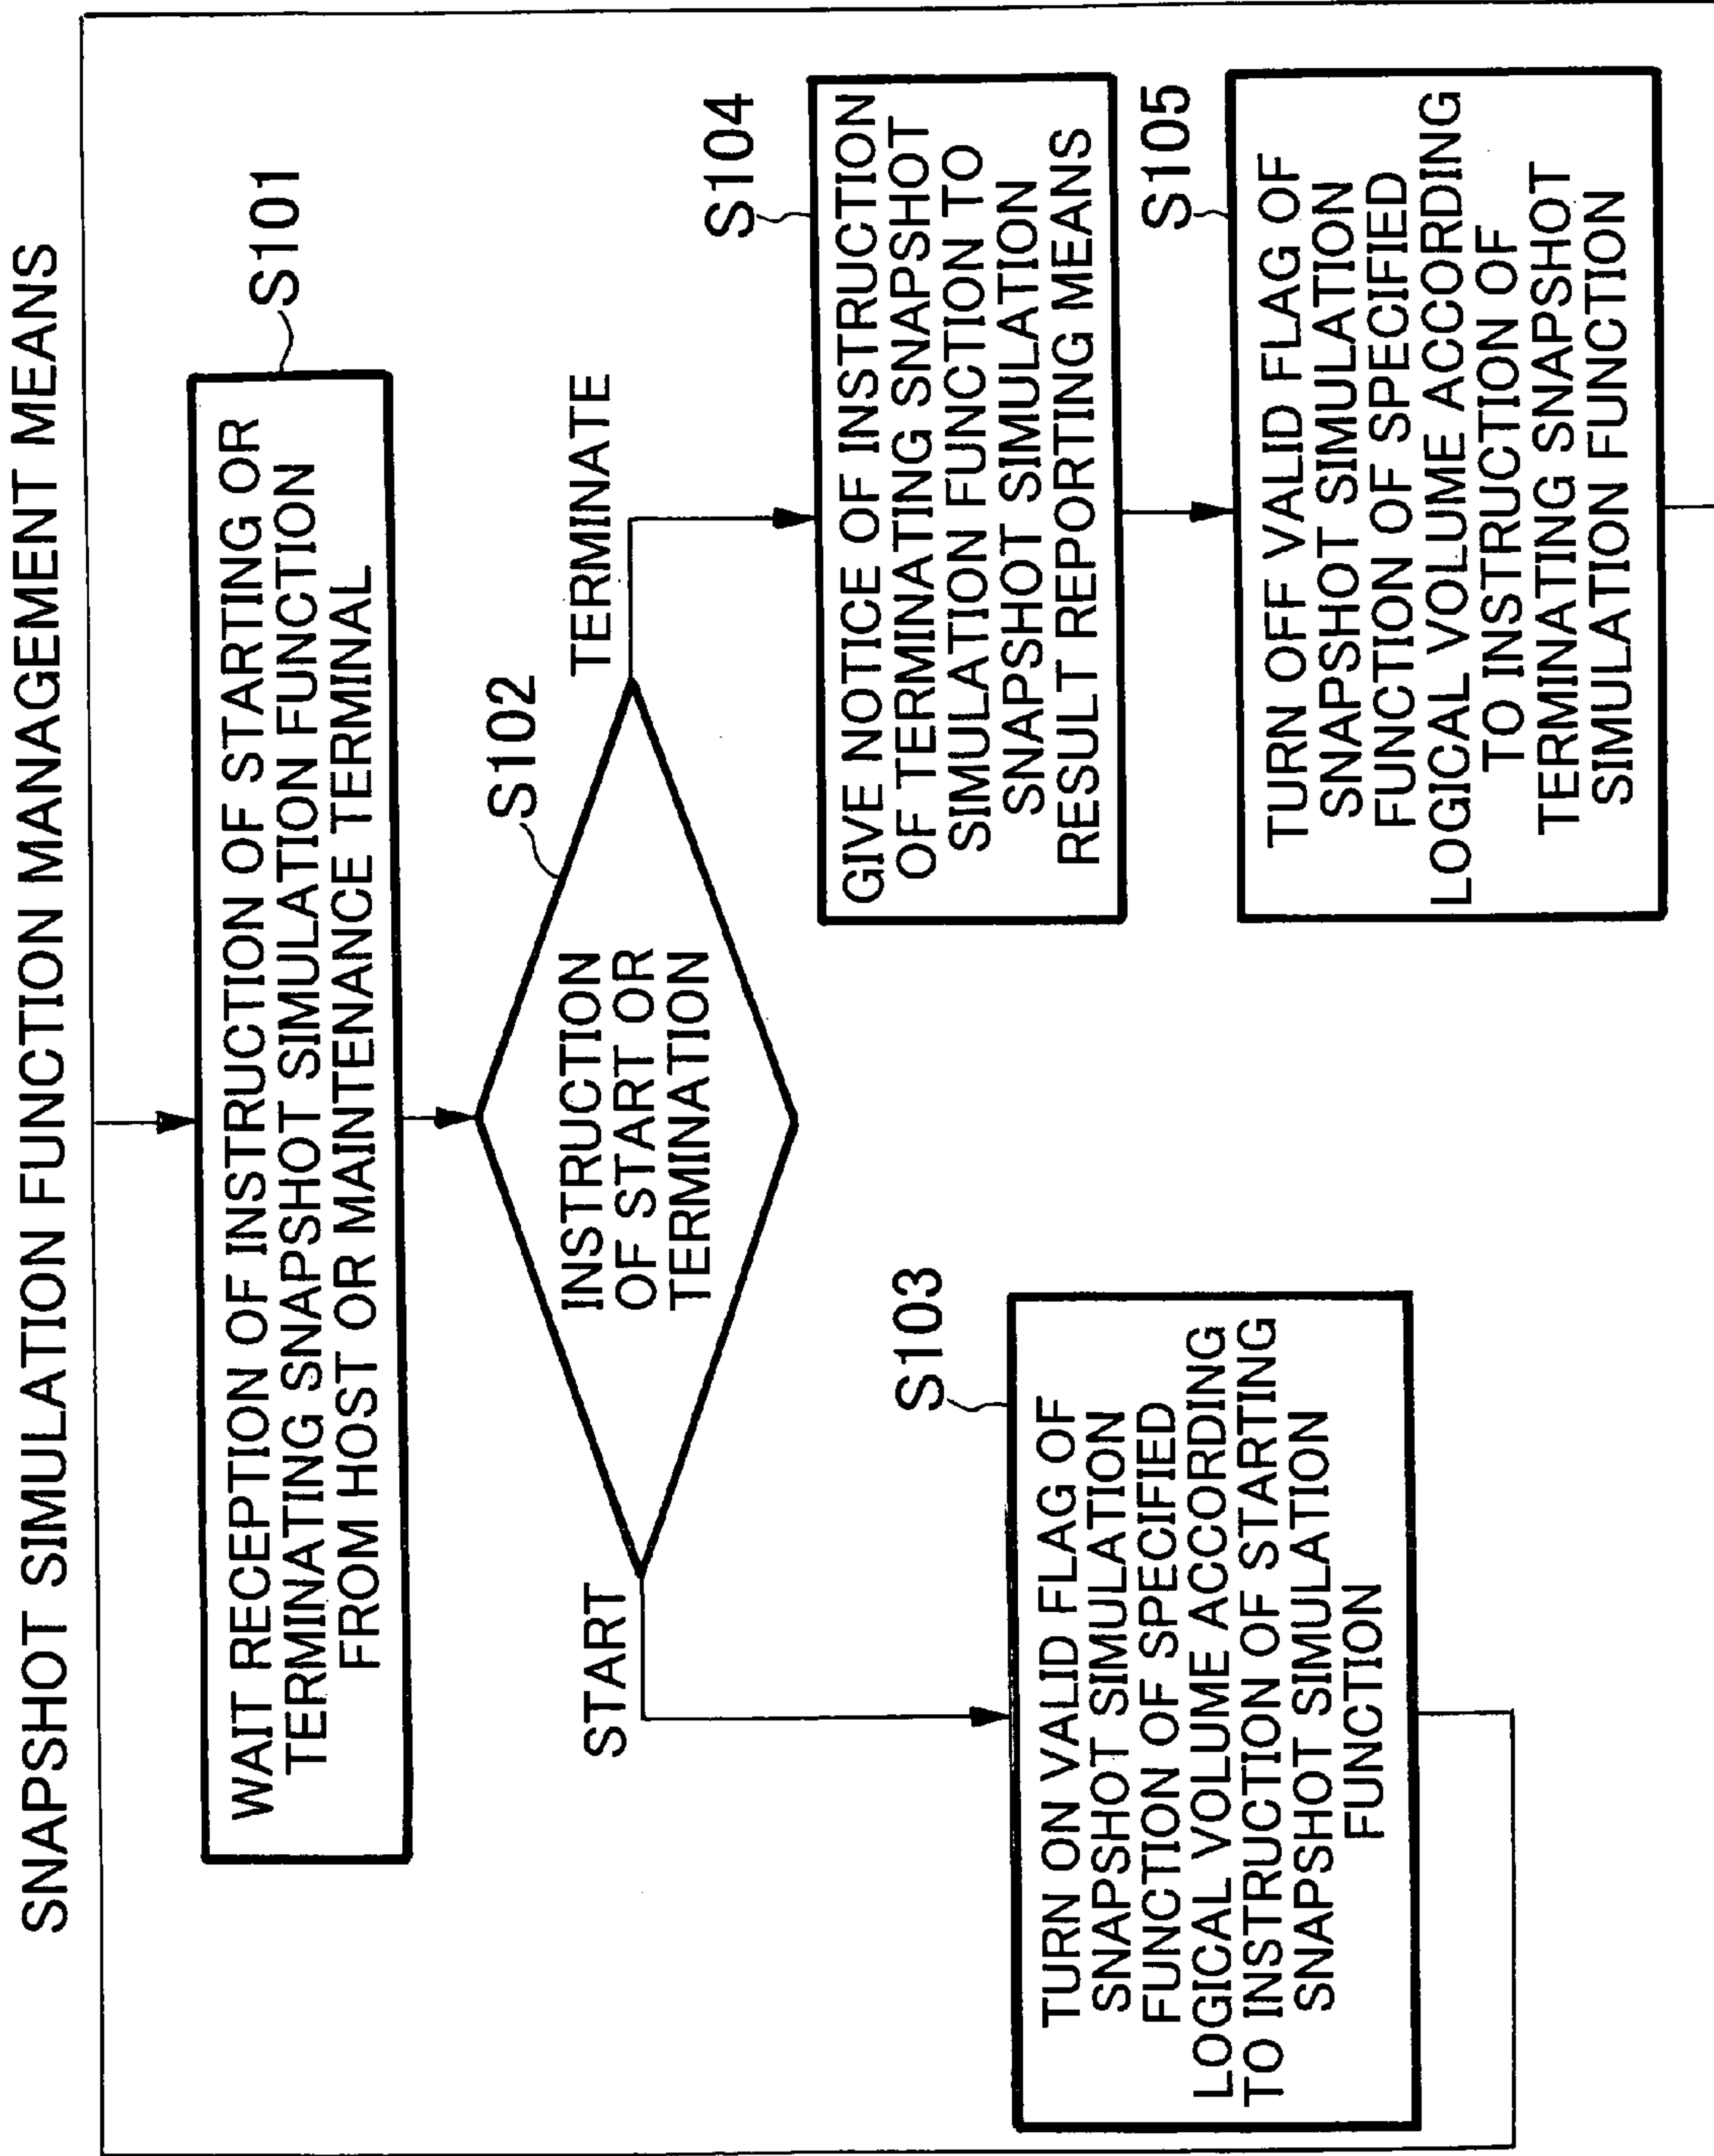 SNAPSHOT SIMULATION FUNCTION MANAGEMENT MEANS
S101
WAIT RECEPTION OF INSTRUCTION OF STARTING OR
TERMINATING SNAPSHOT SIMULATION FUNCTION
FROM HOST OR MAINTENANCE TERMINAL
S102
INSTRUCTION
OF START OR
TERMINATION
START
TERMINATE
S103
TURN ON VALID FLAG OF
SNAPSHOT SIMULATION
FUNCTION OF SPECIFIED
LOGICAL VOLUME ACCORDING
TO INSTRUCTION OF STARTING
SNAPSHOT SIMULATION
FUNCTION
S104
GIVE NOTICE OF INSTRUCTION
OF TERMINATING SNAPSHOT
SIMULATION FUNCTION TO
SNAPSHOT SIMULATION
RESULT REPORTING MEANS
S105
TURN OFF VALID FLAG OF
SNAPSHOT SIMULATION
FUNCTION OF SPECIFIED
LOGICAL VOLUME ACCORDING
TO INSTRUCTION OF
TERMINATING SNAPSHOT
SIMULATION FUNCTION